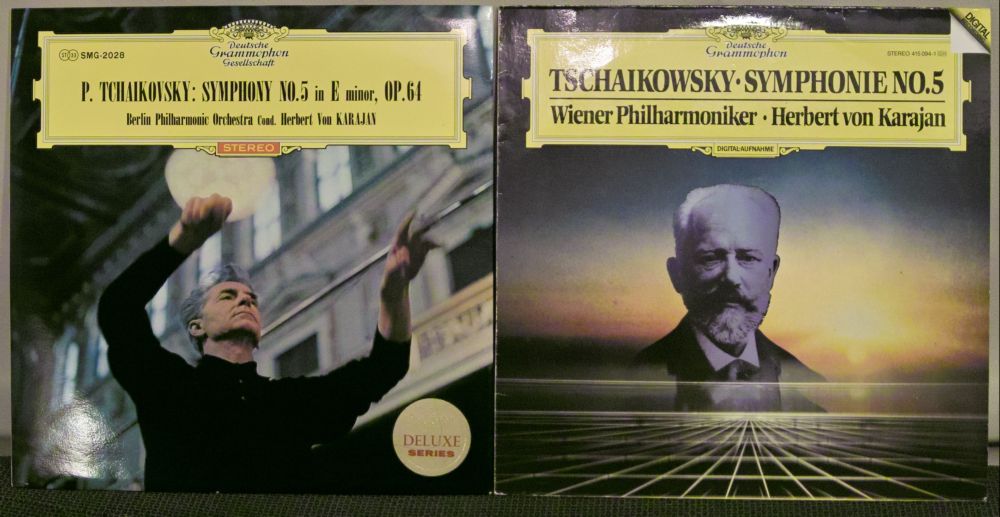 STEREO SMG-2028
Deutsche
Grammophon
Gesellschaft
P. TCHAIKOVSKY: SYMPHONY NO.5 in E minor, OP.64
Berlin Philharmonic Orchestra Cond. Herbert Von KARAJAN
STEREO
DELUXE
SERIES
Deutsche
Grammophon
STEREO 415 094-1
DIGITAL
TSCHAIKOWSKY · SYMPHONIE NO.5
Wiener Philharmoniker · Herbert von Karajan
DIGITAL-AUFNAHME